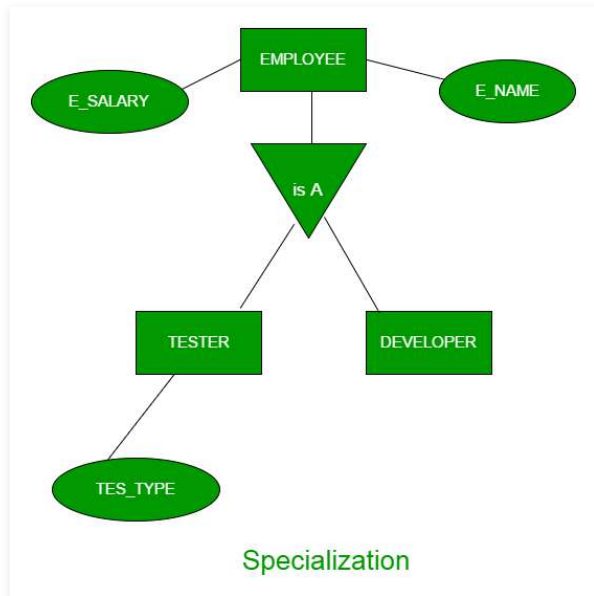 EMPLOYEE
E_SALARY
E_NAME
is A
TESTER
DEVELOPER
TES_TYPE
Specialization